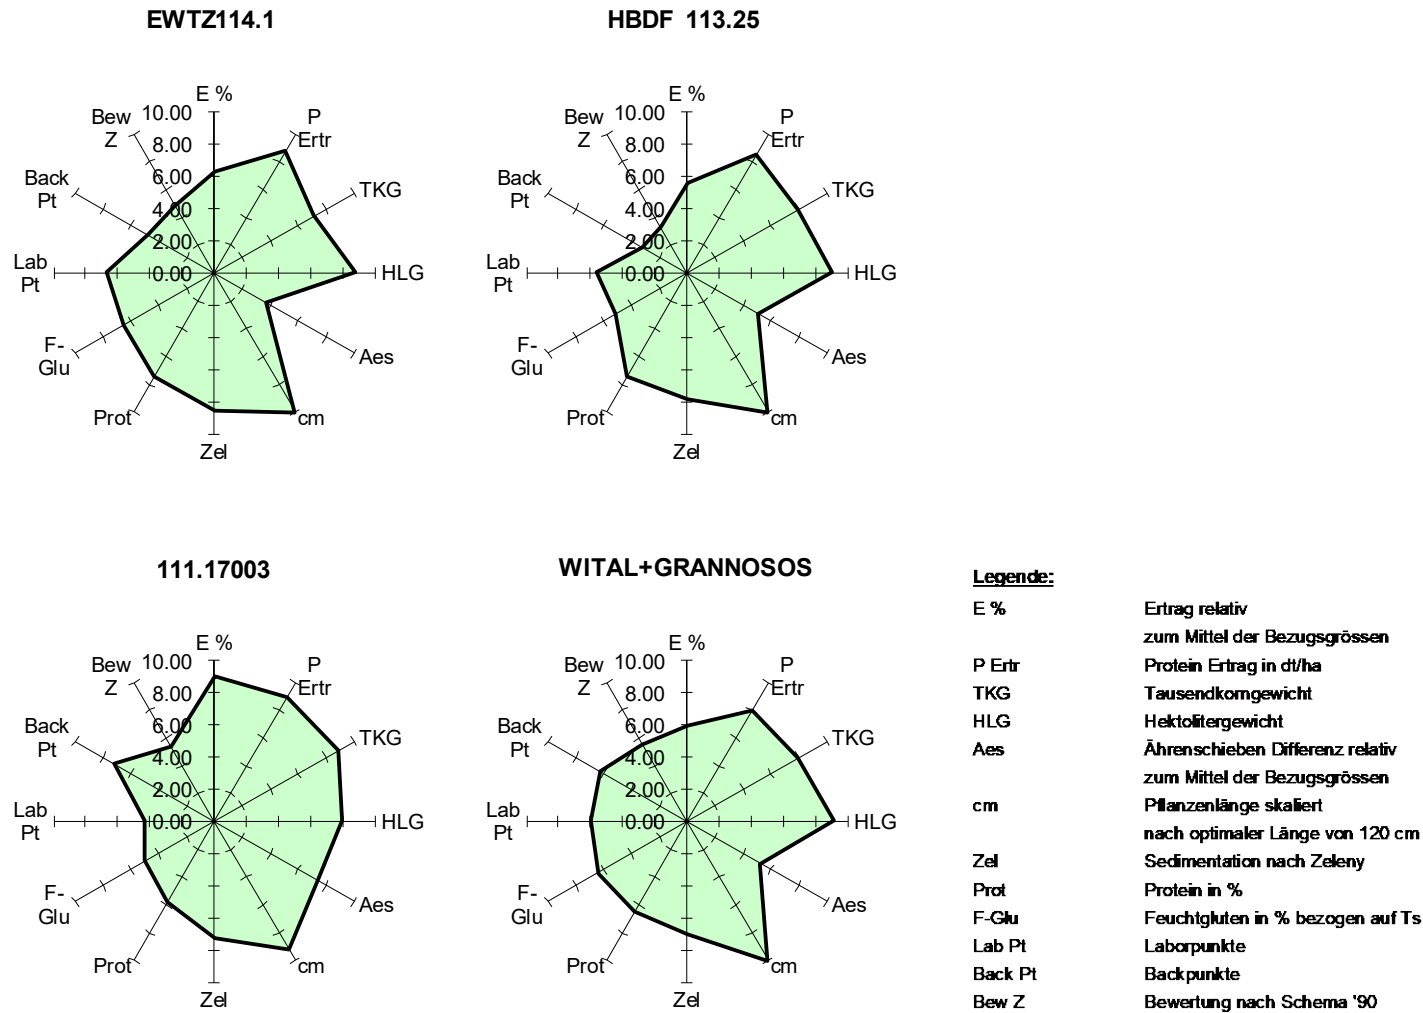 EWTZ114.1
E %
10.00
8.00
6.00
4.00
2.00
0.00
P
Ertr
TKG
HLG
Aes
cm
Zel
Prot
F-
Glu
Lab
Pt
Back
Pt
Bew
Z
HBDF 113.25
E %
10.00
8.00
6.00
4.00
2.00
0.00
P
Ertr
TKG
HLG
Aes
cm
Zel
Prot
F-
Glu
Lab
Pt
Back
Pt
Bew
Z
111.17003
E %
10.00
8.00
6.00
4.00
2.00
0.00
P
Ertr
TKG
HLG
Aes
cm
Zel
Prot
F-
Glu
Lab
Pt
Back
Pt
Bew
Z
WITAL+GRANNOSOS
E %
10.00
8.00
6.00
4.00
2.00
0.00
P
Ertr
TKG
HLG
Aes
cm
Zel
Prot
F-
Glu
Lab
Pt
Back
Pt
Bew
Z
Legende:
E % Ertrag relativ
zum Mittel der Bezugsgrössen
P Ertr Protein Ertrag in dt/ha
TKG Tausendkorngewicht
HLG Hektolitergewicht
Aes Ährenschieben Differenz relativ
zum Mittel der Bezugsgrössen
cm Pflanzenlänge skaliert
nach optimaler Länge von 120 cm
Zel Sedimentation nach Zeleny
Prot Protein in %
F-Glu Feuchtgluten in % bezogen auf Ts
Lab Pt Laborpunkte
Back Pt Backpunkte
Bew Z Bewertung nach Schema '90